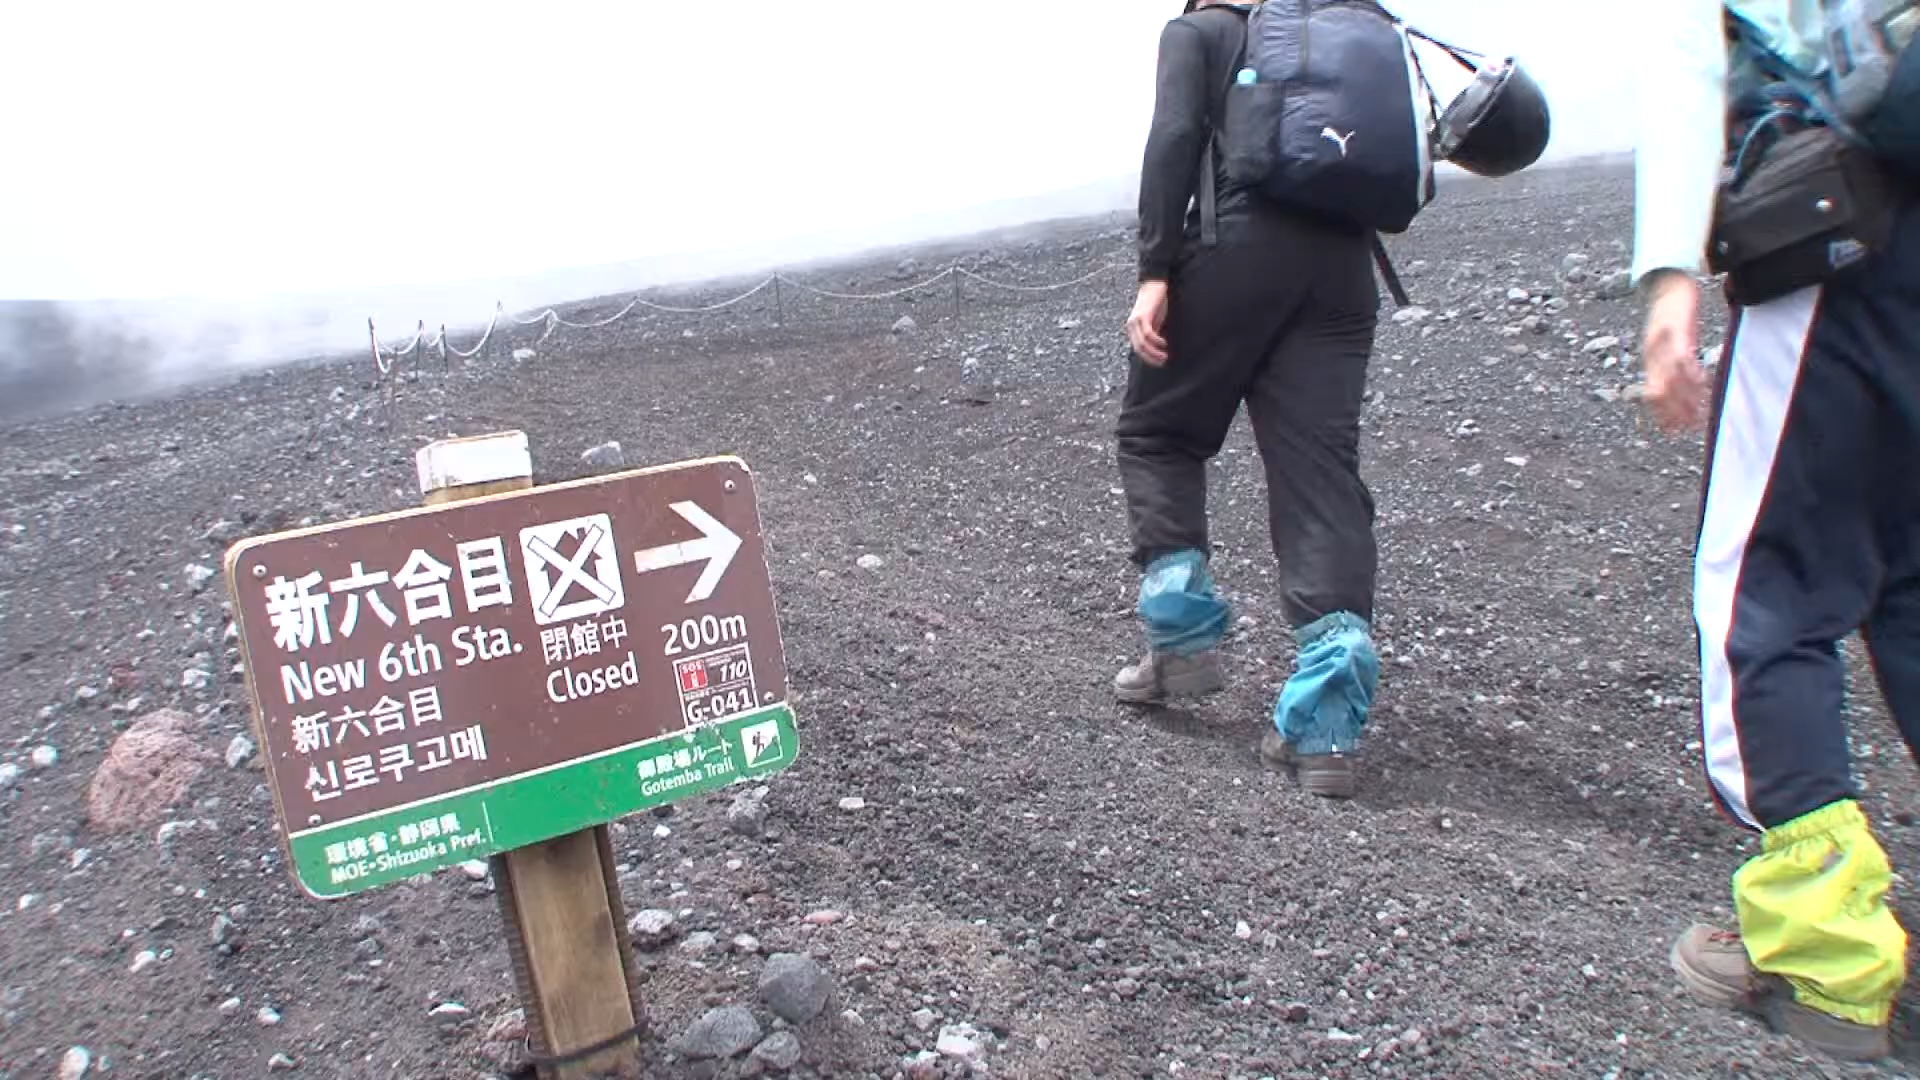 新六合目
New 6th Sta.
新六合目
신로쿠고메
閉館中
Closed
200m
SOS
110
G-041
御殿場ルート
Gotemba Trail
環境省・静岡県
MOE・Shizuoka Pref.